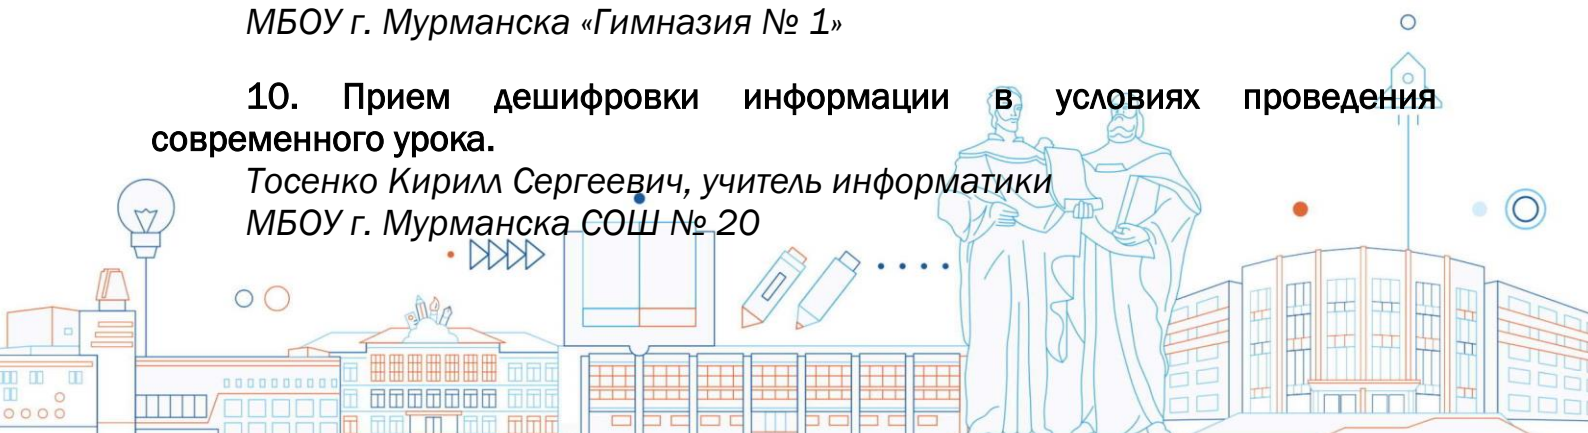 МБОУ г. Мурманска «Гимназия № 1»
10. Прием дешифровки информации в условиях проведения
современного урока.
Тосенко Кирилл Сергеевич, учитель информатики
МБОУ г. Мурманска СОШ № 20